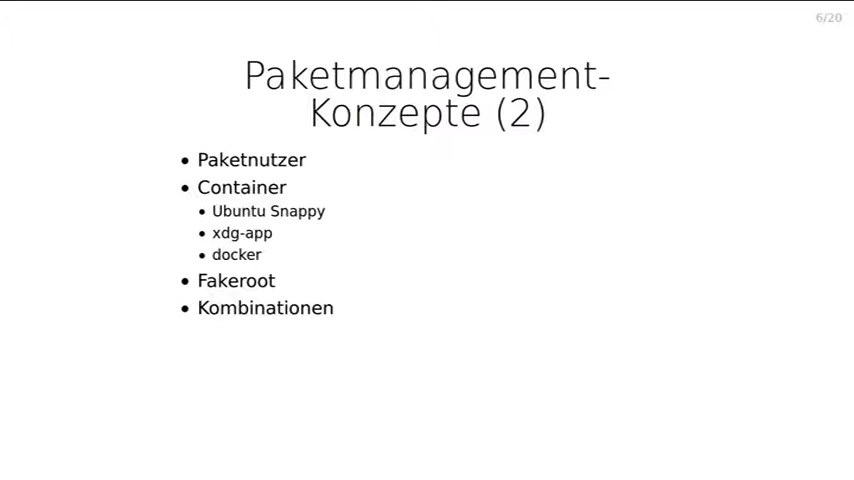 6/20
Paketmanagement-
Konzepte (2)
• Paketnutzer
• Container
• Ubuntu Snappy
• xdg-app
• docker
• Fakeroot
• Kombinationen